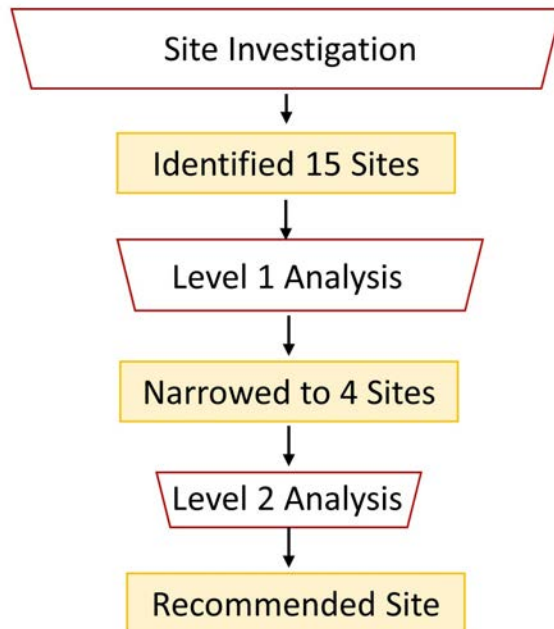 Site Investigation
Identified 15 Sites
Level 1 Analysis
Narrowed to 4 Sites
Level 2 Analysis
Recommended Site